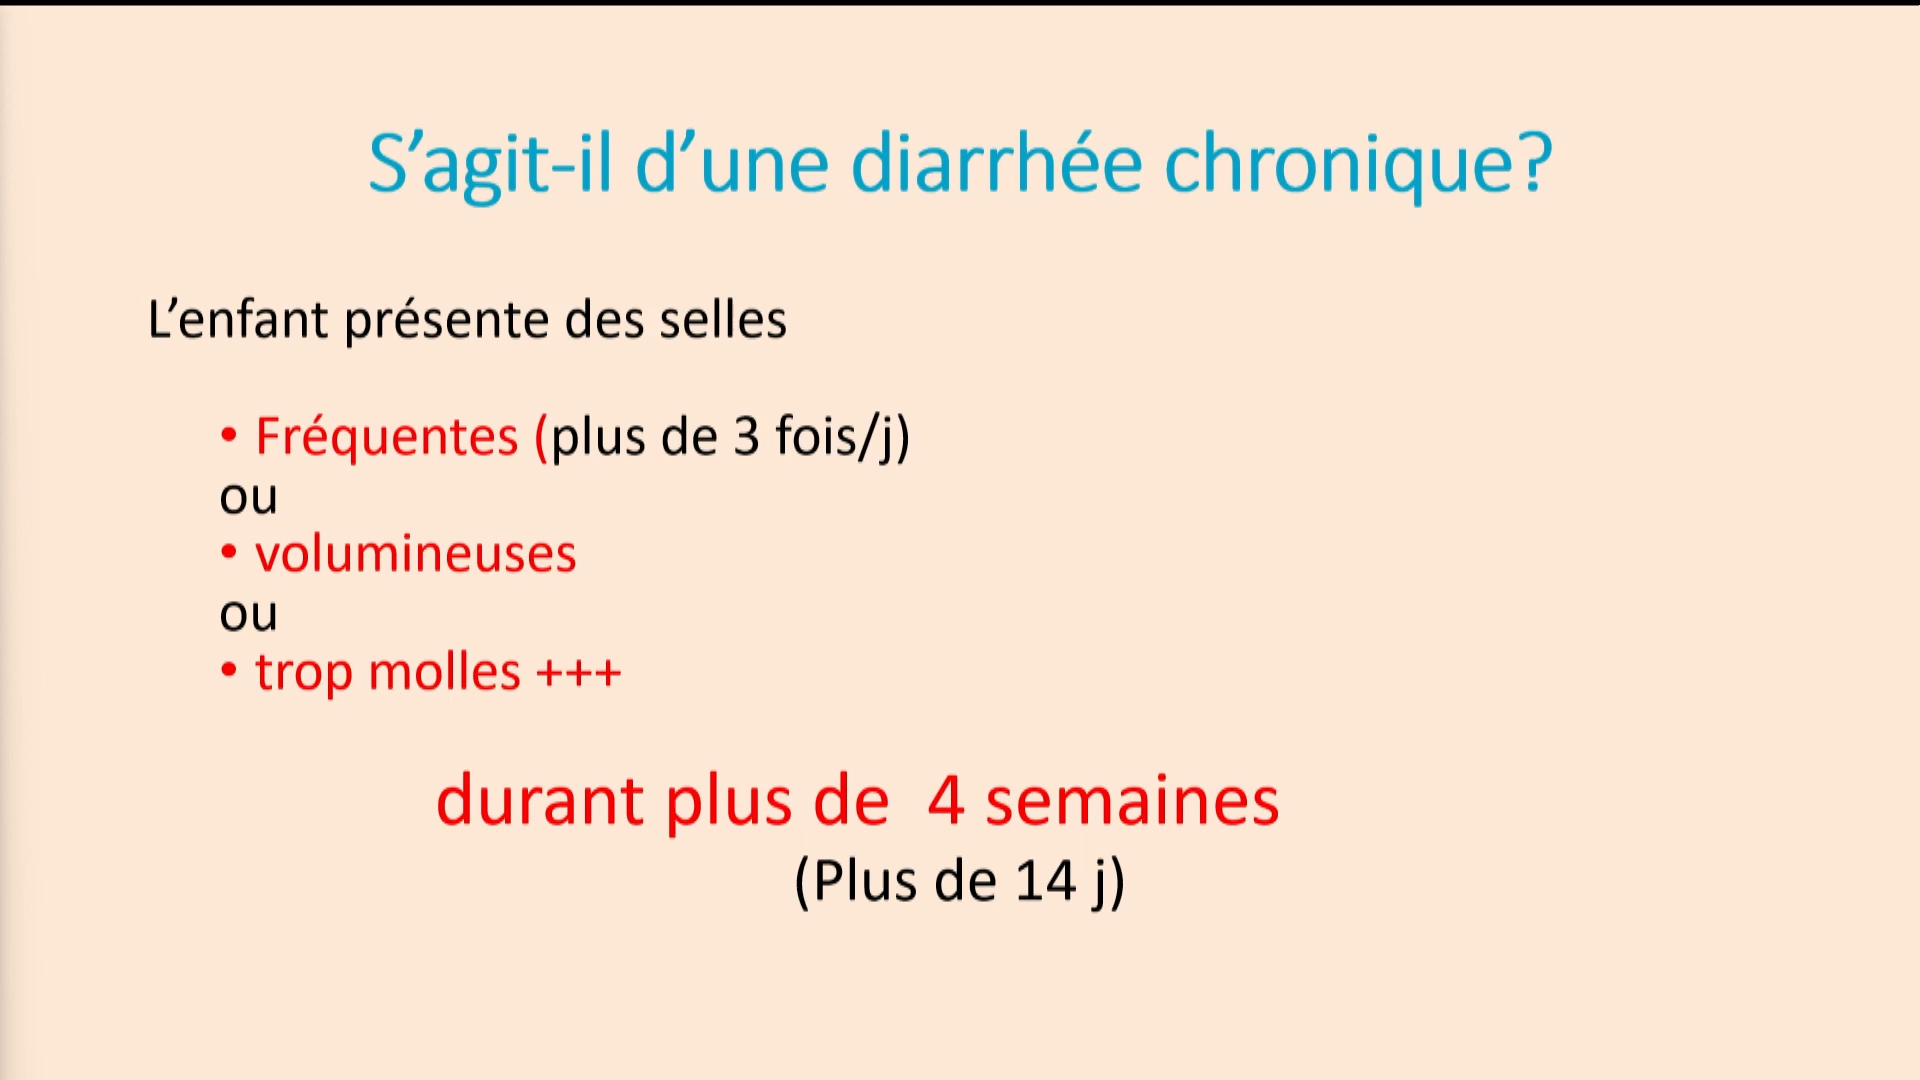 S’agit-il d’une diarrhée chronique?
L’enfant présente des selles
• Fréquentes (plus de 3 fois/j)
ou
• volumineuses
ou
• trop molles +++
durant plus de  4 semaines
(Plus de 14 j)